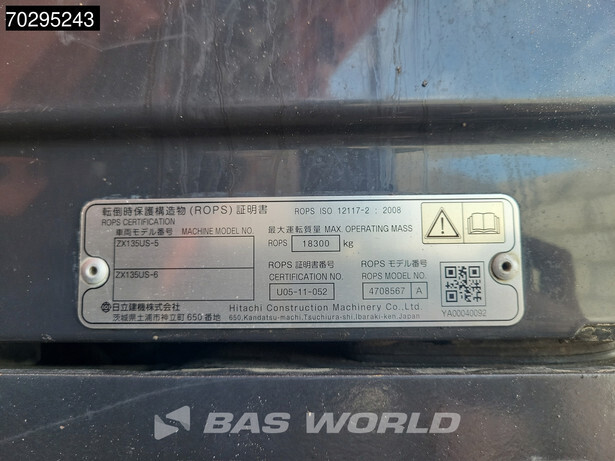 70295243
転倒時保護構造物 (ROPS) 証明書
ROPS CERTIFICATION
ROPS ISO 12117-2 : 2008
車両モデル番号 MACHINE MODEL NO.
ZX135US-5
ZX135US-6
最大運転質量 MAX. OPERATING MASS
ROPS 18300 kg
ROPS 証明書番号
CERTIFICATION NO.
U05-11-052
ROPS モデル番号
ROPS MODEL NO.
4708567 A
YA00040092
日立建機株式会社
茨城県土浦市神立町 650 番地
Hitachi Construction Machinery Co., Ltd.
650, Kandatsu-machi, Tsuchiura-shi, Ibaraki-ken, Japan
BAS WORLD